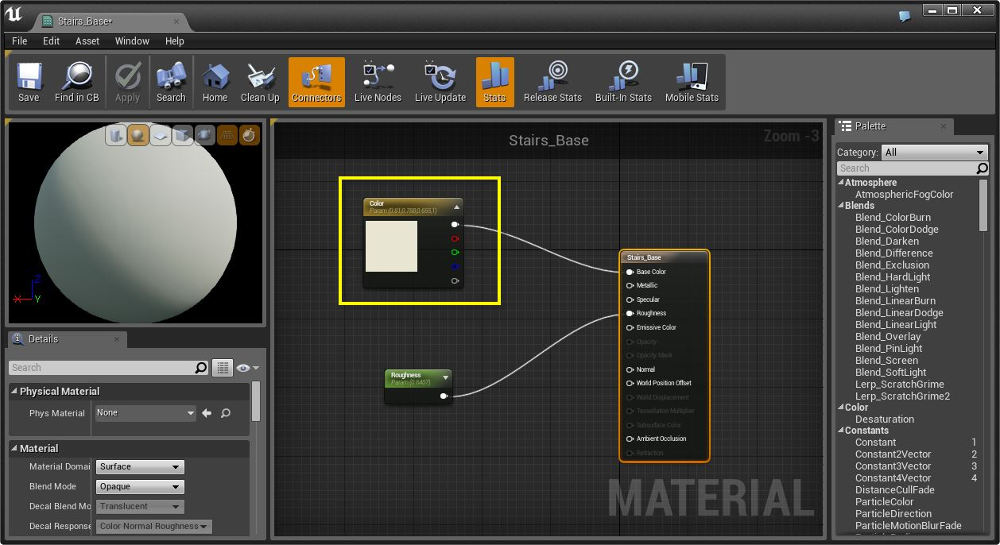 Stairs_Base*
File Edit Asset Window Help
Save Find in CB Apply Search Home Clean Up Connectors Live Nodes Live Update Stats Release Stats Built-In Stats Mobile Stats
Stairs_Base
Zoom -3
Color
Param (0.81,0.788,0.655,1)
Stairs_Base
Base Color
Metallic
Specular
Roughness
Emissive Color
Opacity
Opacity Mask
Normal
World Position Offset
World Displacement
Tessellation Multiplier
Subsurface Color
Ambient Occlusion
Refraction
Roughness
Param (0.6407)
MATERIAL
Z
X
Y
Details
Search
Physical Material
Phys Material None
Material
Material Domai Surface
Blend Mode Opaque
Decal Blend Mo Translucent
Decal Response Color Normal Roughness
Palette
Category: All
Search
Atmosphere
AtmosphericFogColor
Blends
Blend_ColorBurn
Blend_ColorDodge
Blend_Darken
Blend_Difference
Blend_Exclusion
Blend_HardLight
Blend_Lighten
Blend_LinearBurn
Blend_LinearDodge
Blend_LinearLight
Blend_Overlay
Blend_PinLight
Blend_Screen
Blend_SoftLight
Lerp_ScratchGrime
Lerp_ScratchGrime2
Color
Desaturation
Constants
Constant 1
Constant2Vector 2
Constant3Vector 3
Constant4Vector 4
DistanceCullFade
ParticleColor
ParticleDirection
ParticleMotionBlurFade